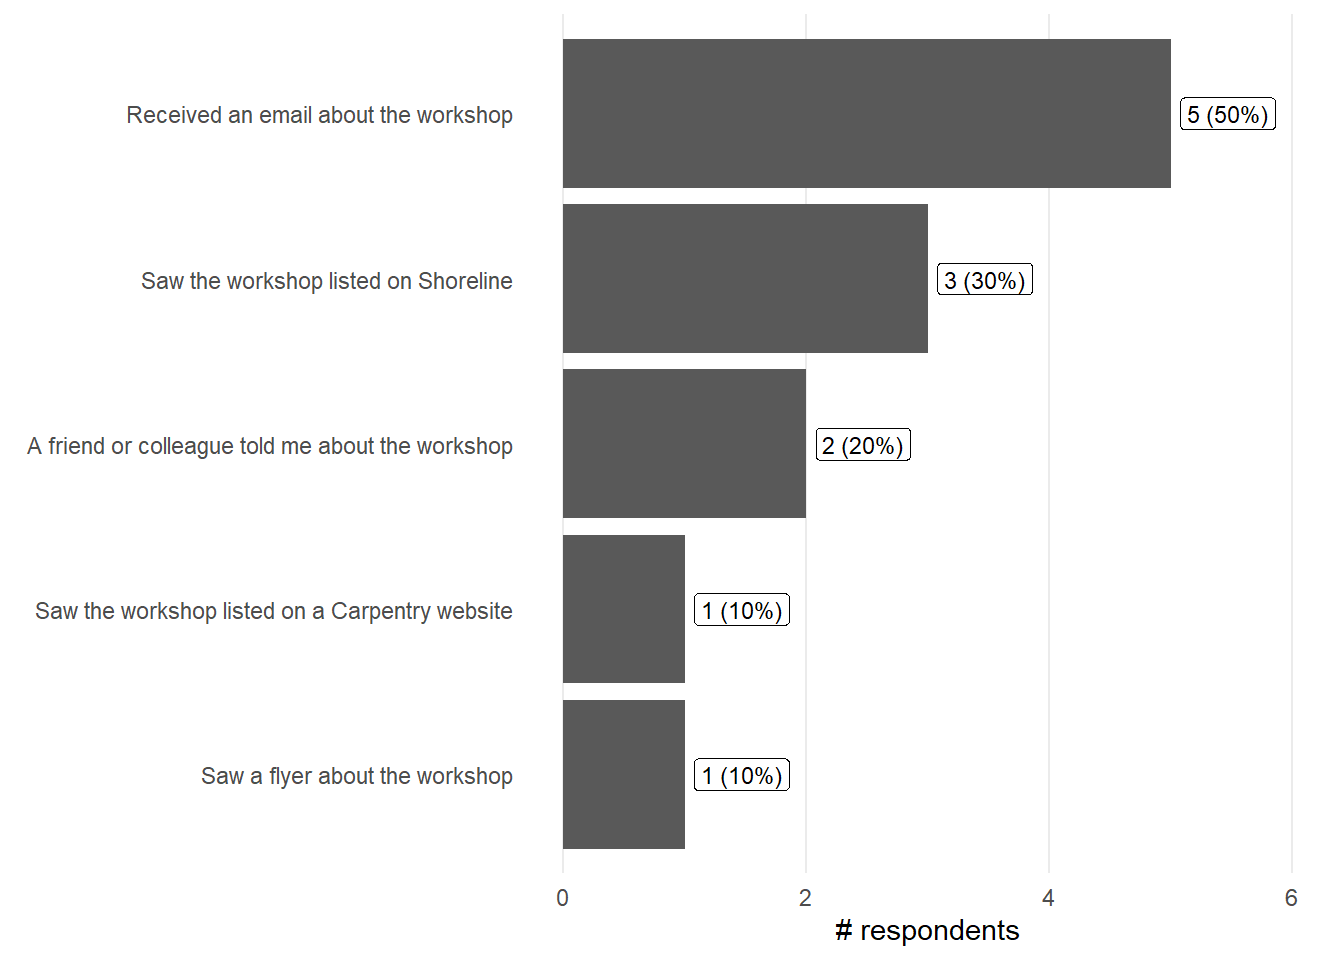 Received an email about the workshop
5 (50%)
Saw the workshop listed on Shoreline
3 (30%)
A friend or colleague told me about the workshop
2 (20%)
Saw the workshop listed on a Carpentry website
1 (10%)
Saw a flyer about the workshop
1 (10%)
0 2 4 6
# respondents